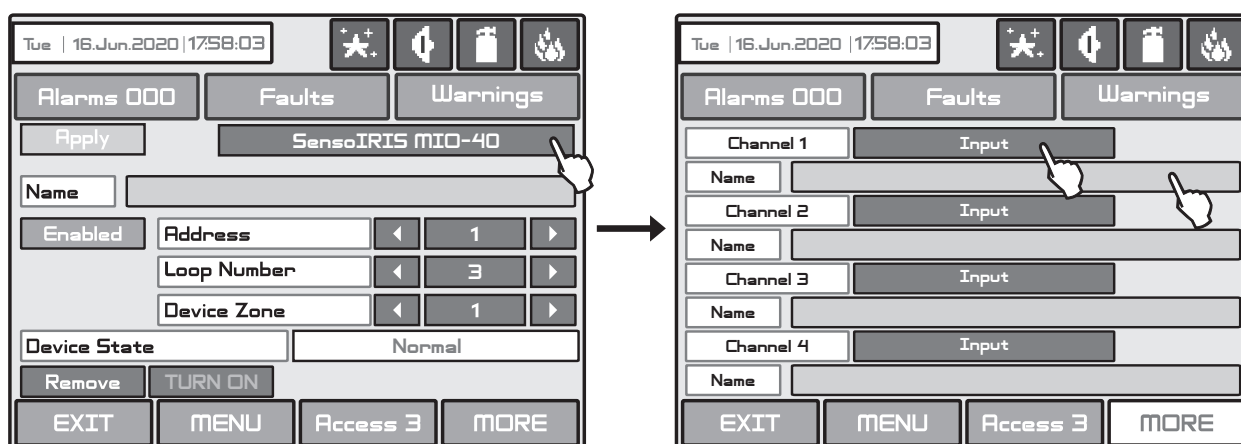 Tue | 16.Jun.2020 | 17:58:03
Alarms 000 Faults Warnings
Apply SensoIRIS MIO-40
Name
Enabled Address 1
Loop Number 3
Device Zone 1
Device State Normal
Remove TURN ON
EXIT MENU Access 3 MORE
Tue | 16.Jun.2020 | 17:58:03
Alarms 000 Faults Warnings
Channel 1 Input
Name
Channel 2 Input
Name
Channel 3 Input
Name
Channel 4 Input
Name
EXIT MENU Access 3 MORE